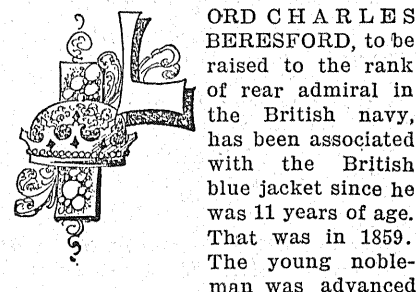 LORD CHARLES
BERESFORD, to be
raised to the rank
of rear admiral in
the British navy,
has been associated
with the British
blue jacket since he
was 11 years of age.
That was in 1859.
The young noble-
man was advanced